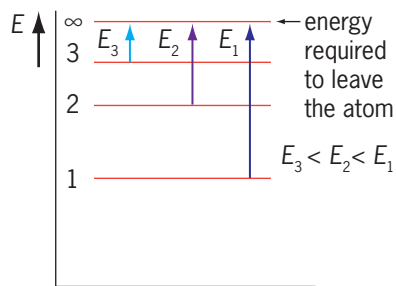 E
∞
3
2
1
E₃
E₂
E₁
energy
required
to leave
the atom
E₃ < E₂< E₁